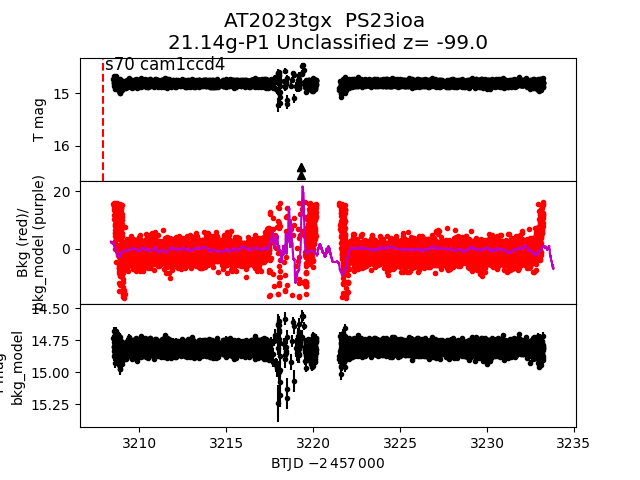 AT2023tgx  PS23ioa
21.14g-P1 Unclassified z= -99.0
s70 cam1ccd4
T mag
15
16
Bkg (red)/
bkg_model (purple)
20
0
bkg_model
14.50
14.75
15.00
15.25
3210
3215
3220
3225
3230
3235
BTJD −2 457 000